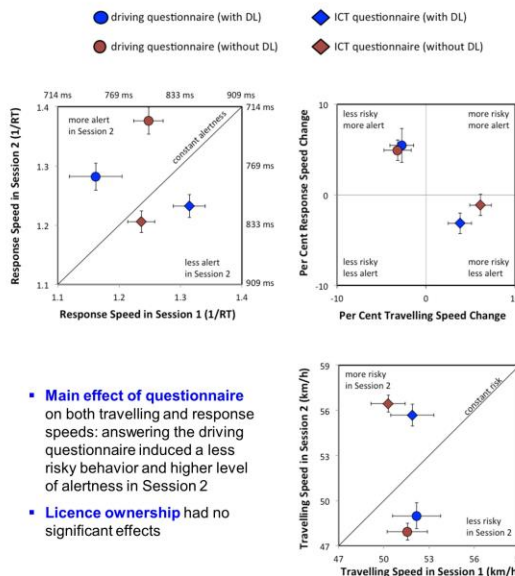 driving questionnaire (with DL)
ICT questionnaire (with DL)
driving questionnaire (without DL)
ICT questionnaire (without DL)
714 ms 769 ms 833 ms 909 ms
1.4
714 ms
more alert
in Session 2
constant alertness
1.3
769 ms
1.2
833 ms
less alert
in Session 2
1.1
909 ms
1.1 1.2 1.3 1.4
Response Speed in Session 2 (1/RT)
Response Speed in Session 1 (1/RT)
10
less risky
more alert
more risky
more alert
0
less risky
less alert
more risky
less alert
-10
-10 0 10
Per Cent Response Speed Change
Per Cent Travelling Speed Change
▪ Main effect of questionnaire
on both travelling and response
speeds: answering the driving
questionnaire induced a less
risky behavior and higher level
of alertness in Session 2
▪ Licence ownership had no
significant effects
59
more risky
in Session 2
constant risk
56
53
50
less risky
in Session 2
47
47 50 53 56
Travelling Speed in Session 2 (km/h)
Travelling Speed in Session 1 (km/h